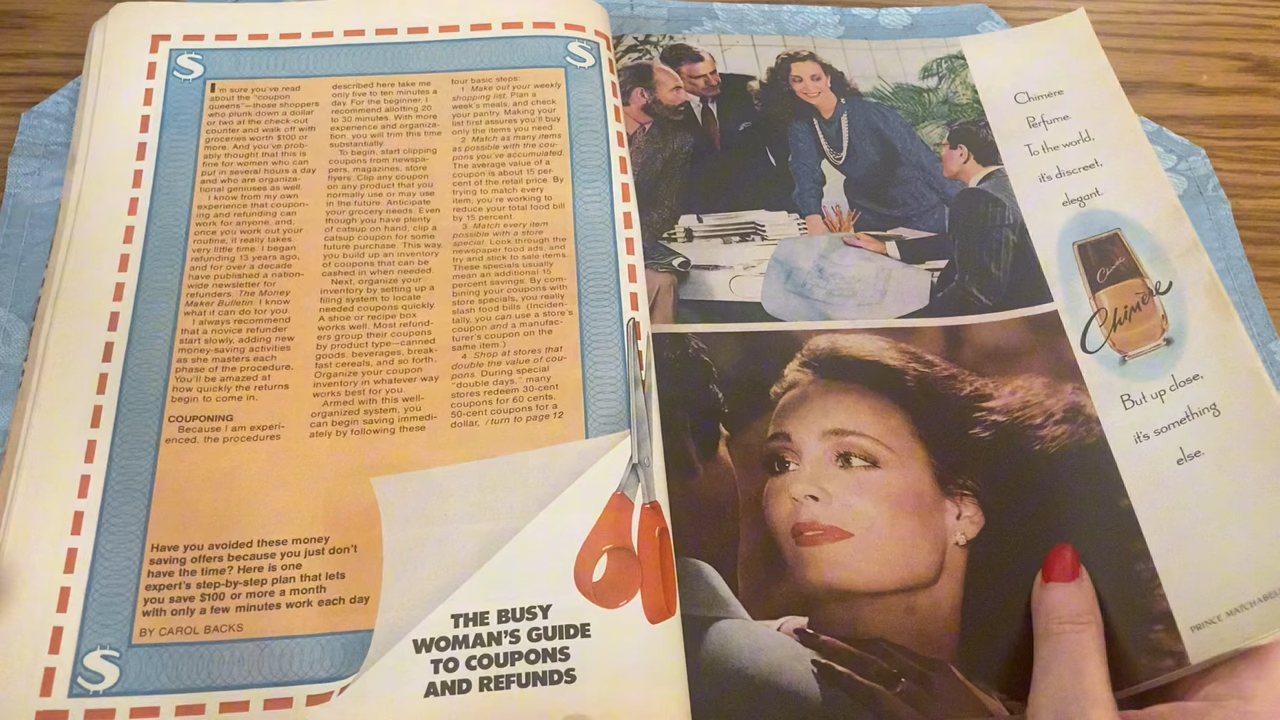 I'm sure you've read
about the "coupon
queens"—those shoppers
who plunk down a dollar
or two at the check-out
counter and walk off with
groceries worth $100 or
more. And you've prob-
ably thought that this is
fine for women who can
put in several hours a day
and who are organiza-
tional geniuses as well.
I know from my own
experience that coupon-
ing and refunding can
work for anyone, and,
once you work out your
routine, it really takes
very little time. I began
refunding 13 years ago,
and for over a decade
have published a nation-
wide newsletter for
refunders, The Money
Maker Bulletin. I know
what it can do for you.
I always recommend
that a novice refunder
start slowly, adding new
money-saving activities
as she masters each
phase of the procedure.
You'll be amazed at
how quickly the returns
begin to come in.
COUPONING
Because I am experi-
enced, the procedures
described here take me
only five to ten minutes a
day. For the beginner, I
recommend allotting 20
to 30 minutes. With more
experience and organiza-
tion, you will trim this time
substantially.
To begin, start clipping
coupons from newspa-
pers, magazines, store
flyers. Clip any coupon
on any product that you
normally use or may use
in the future. Anticipate
your grocery needs. Even
though you have plenty
of catsup on hand, clip a
catsup coupon for some
future purchase. This way,
you build up an inventory
of coupons that can be
cashed in when needed.
Next, organize your
inventory by setting up a
filing system to locate
needed coupons quickly.
A shoe or recipe box
works well. Most refund-
ers group their coupons
by product type—canned
goods, beverages, break-
fast cereals, and so forth.
Organize your coupon
inventory in whatever way
works best for you.
Armed with this well-
organized system, you
can begin saving immedi-
ately by following these
four basic steps:
1. Make out your weekly
shopping list. Plan a
week's meals, and check
your pantry. Making your
list first assures you'll buy
only the items you need.
2. Match as many items
as possible with the cou-
pons you've accumulated.
The average value of a
coupon is about 15 per-
cent of the retail price. By
trying to match every
item, you're working to
reduce your total food bill
by 15 percent.
3. Match every item
possible with a store
special. Look through the
newspaper food ads, and
try and stick to sale items.
These specials usually
mean an additional 15
percent savings. By com-
bining your coupons with
store specials, you really
slash food bills. (Inciden-
tally, you can use a store's
coupon and a manufac-
turer's coupon on the
same item.)
4. Shop at stores that
double the value of cou-
pons. During special
"double days," many
stores redeem 30-cent
coupons for 60 cents,
50-cent coupons for a
dollar, / turn to page 12
Have you avoided these money
saving offers because you just don't
have the time? Here is one
expert's step-by-step plan that lets
you save $100 or more a month
with only a few minutes work each day
BY CAROL BACKS
THE BUSY
WOMAN'S GUIDE
TO COUPONS
AND REFUNDS
Chimère
Perfume.
To the world,
it's discreet,
elegant.
Chimère
Chimère
But up close,
it's something
else.
PRINCE MATCHABELLI